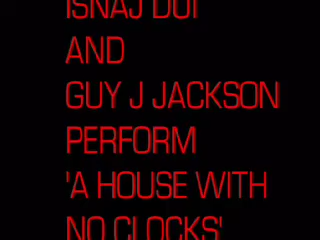 ISNAJ DUI
AND
GUY J JACKSON
PERFORM
'A HOUSE WITH
NO CLOCKS'